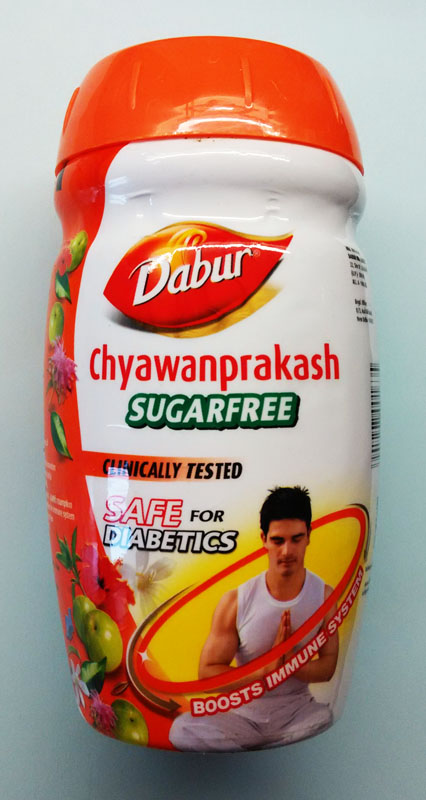 Dabur
Chyawanprakash
SUGARFREE
CLINICALLY TESTED
SAFE FOR
DIABETICS
BOOSTS IMMUNE SYSTEM